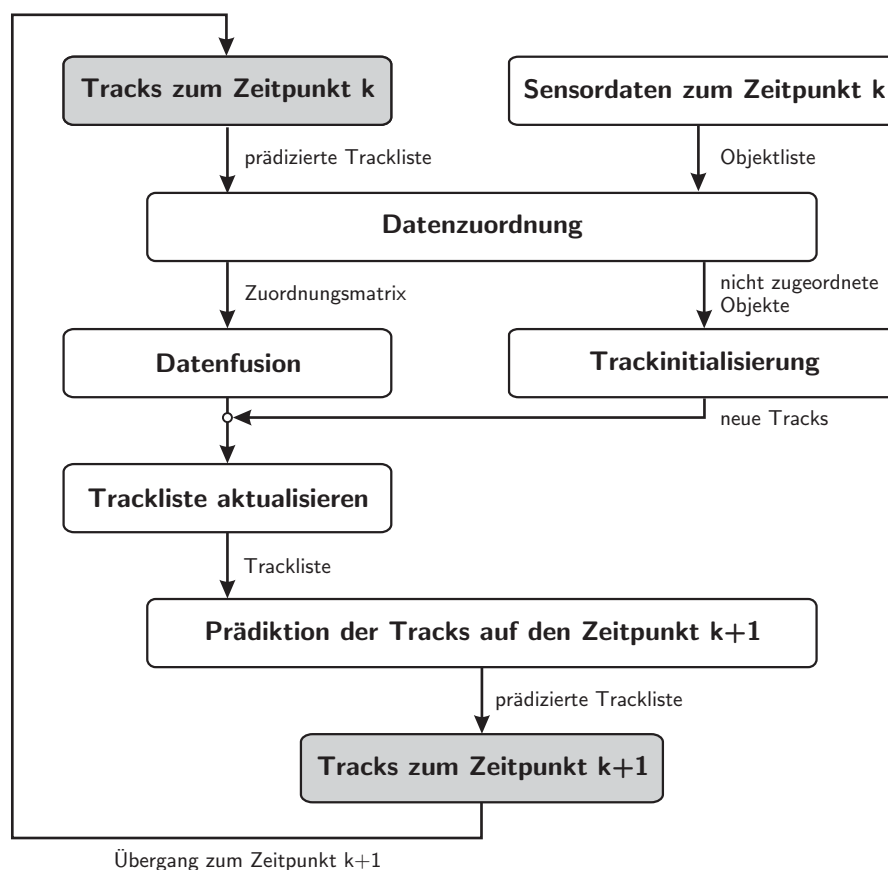 Tracks zum Zeitpunkt k
Sensordaten zum Zeitpunkt k
prädizierte Trackliste
Objektliste
Datenzuordnung
Zuordnungsmatrix
nicht zugeordnete
Objekte
Datenfusion
Trackinitialisierung
neue Tracks
Trackliste aktualisieren
Trackliste
Prädiktion der Tracks auf den Zeitpunkt k+1
prädizierte Trackliste
Tracks zum Zeitpunkt k+1
Übergang zum Zeitpunkt k+1